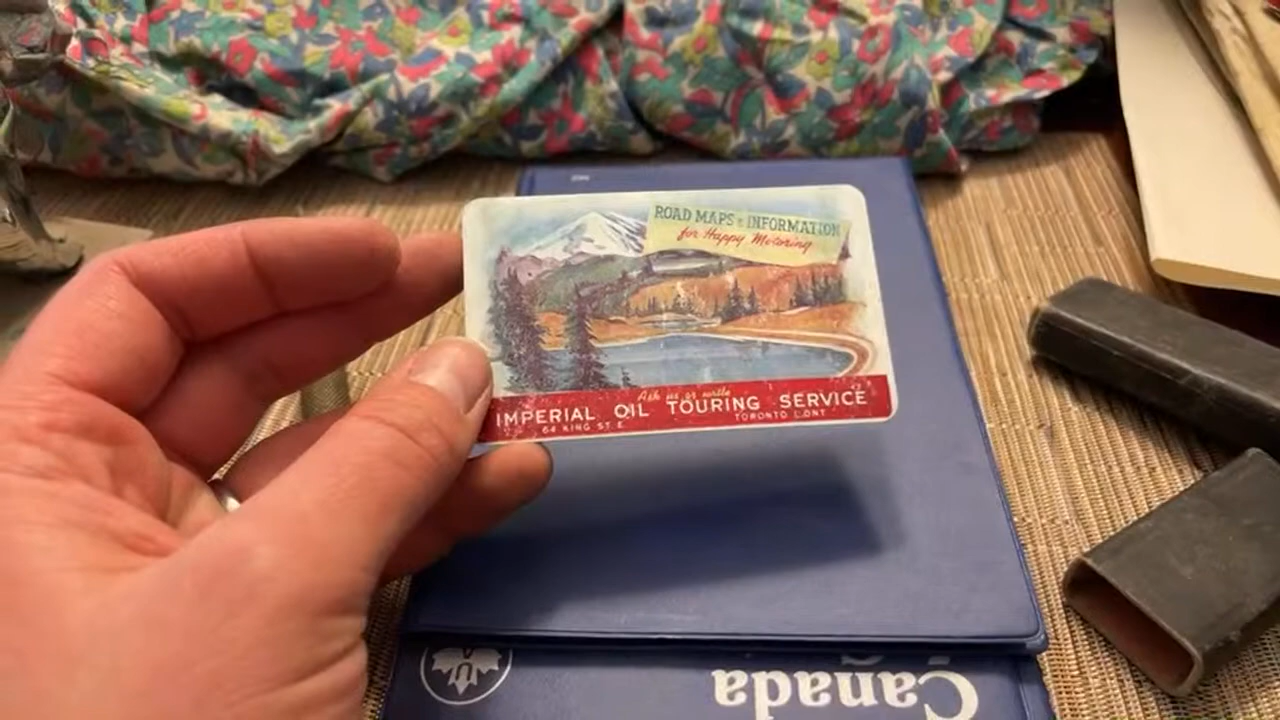 ROAD MAPS & INFORMATION
for Happy Motoring
Ask us or write
IMPERIAL OIL TOURING SERVICE
64 KING ST E. TORONTO 1, ONT
Canada